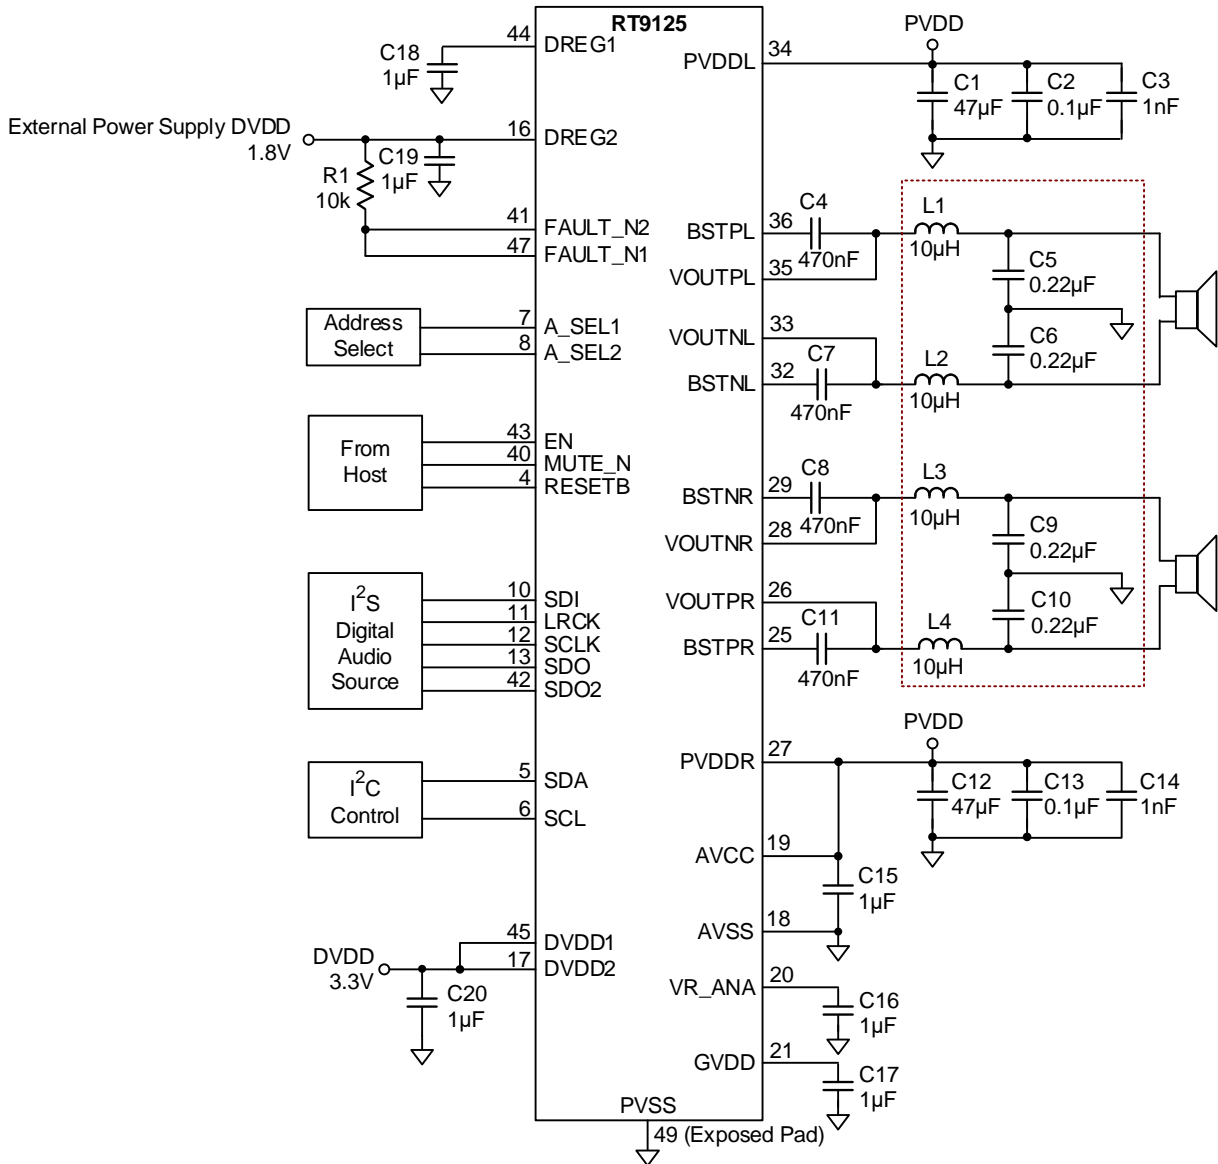 RT9125
44
DREG1
C18
1µF
External Power Supply DVDD
1.8V
16
DREG2
C19
1µF
R1
10k
41
FAULT_N2
47
FAULT_N1
Address
Select
7
A_SEL1
8
A_SEL2
From
Host
43
EN
40
MUTE_N
4
RESETB
I2S
Digital
Audio
Source
10
SDI
11
LRCK
12
SCLK
13
SDO
42
SDO2
I2C
Control
5
SDA
6
SCL
45
DVDD1
DVDD
3.3V
17
DVDD2
C20
1µF
PVSS
49 (Exposed Pad)
PVDD
PVDDL
34
C1
47µF
C2
0.1µF
C3
1nF
BSTPL
36
C4
470nF
L1
10µH
VOUTPL
35
C5
0.22µF
VOUTNL
33
C6
0.22µF
BSTNL
32
C7
470nF
L2
10µH
BSTNR
29
C8
470nF
L3
10µH
VOUTNR
28
C9
0.22µF
VOUTPR
26
C10
0.22µF
BSTPR
25
C11
470nF
L4
10µH
PVDD
PVDDR
27
C12
47µF
C13
0.1µF
C14
1nF
AVCC
19
C15
1µF
AVSS
18
VR_ANA
20
C16
1µF
GVDD
21
C17
1µF